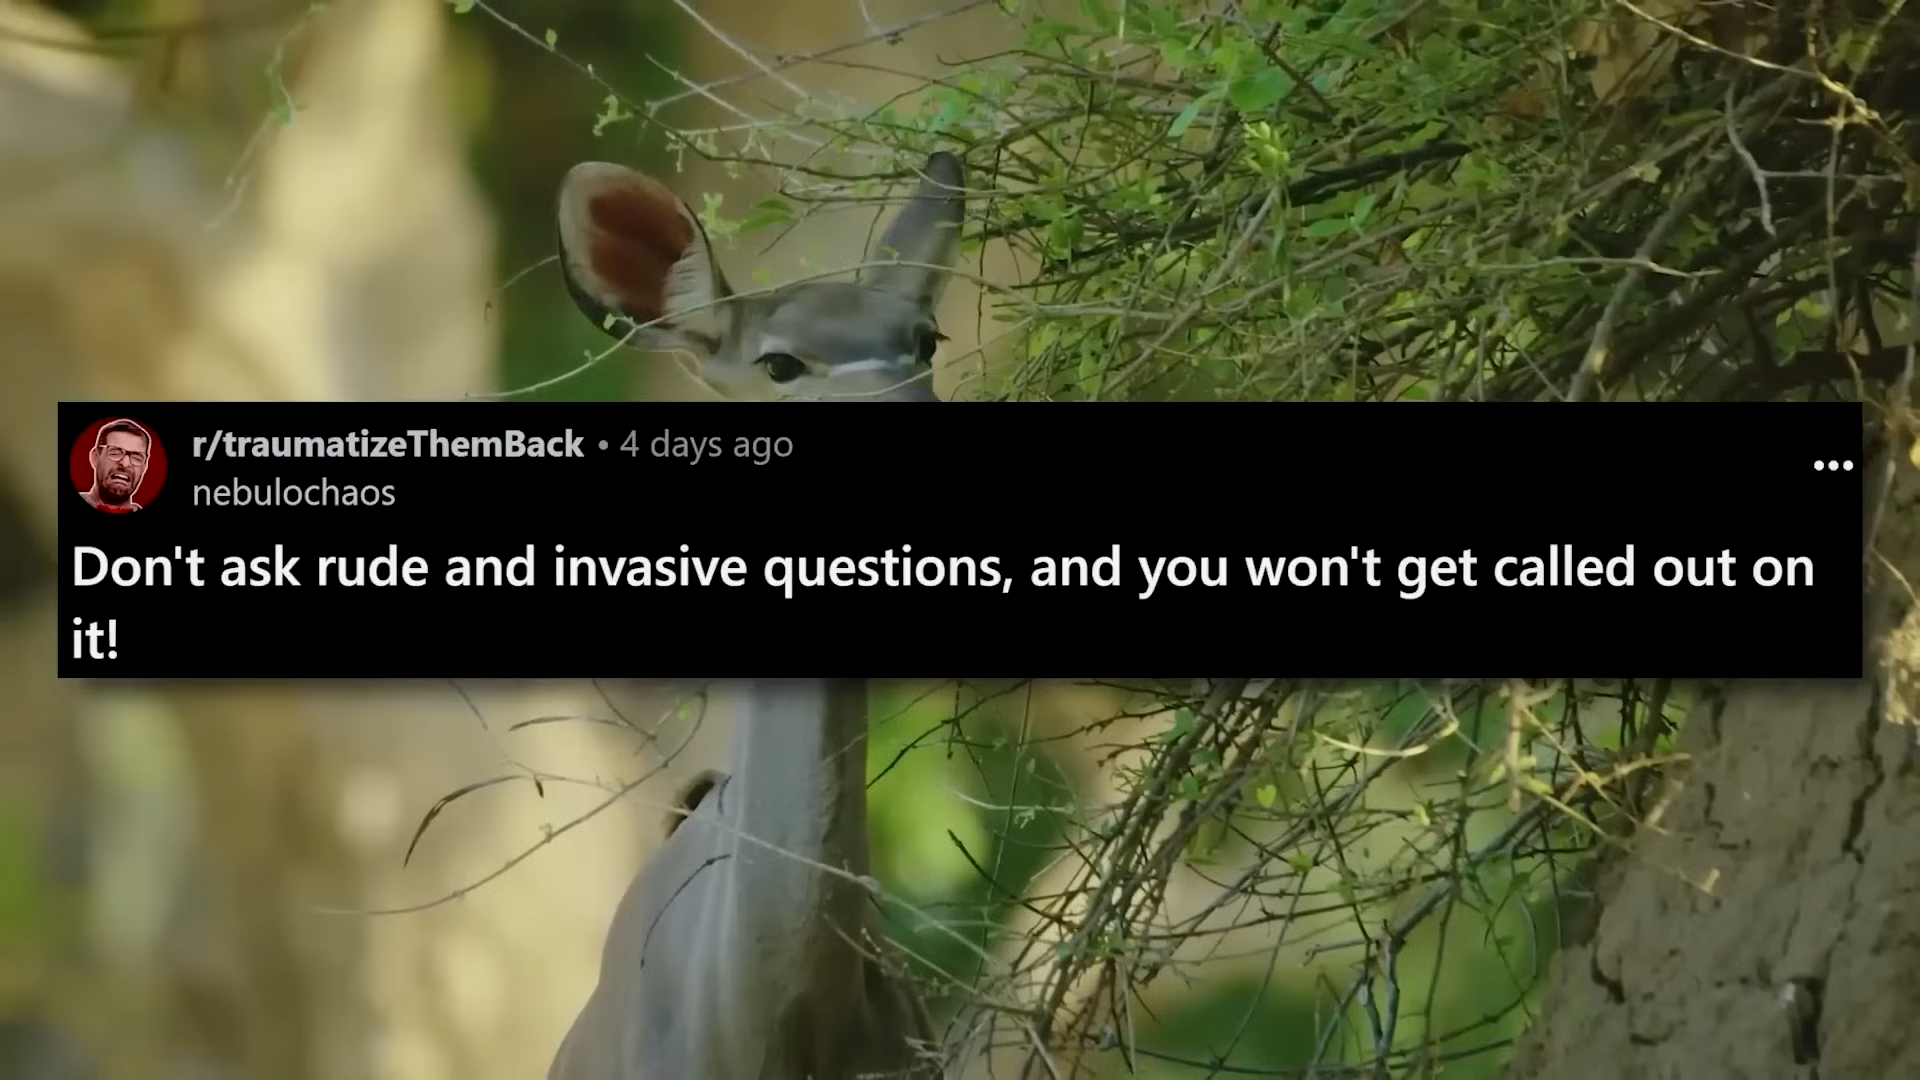 r/traumatizeThemBack • 4 days ago
nebulochaos
Don't ask rude and invasive questions, and you won't get called out on
it!